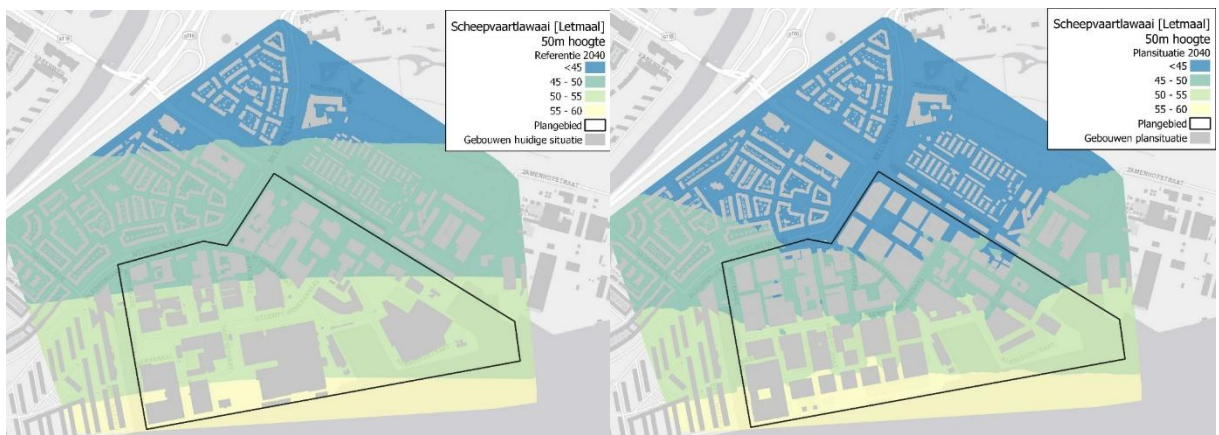 Scheepvaartlawaai [Letmaal]
50m hoogte
Referentie 2040
<45
45 - 50
50 - 55
55 - 60
Plangebied
Gebouwen huidige situatie
Scheepvaartlawaai [Letmaal]
50m hoogte
Plansituatie 2040
<45
45 - 50
50 - 55
55 - 60
Plangebied
Gebouwen plansituatie
ZAMENHOFSTRAAT
ZAMENHOFSTRAAT